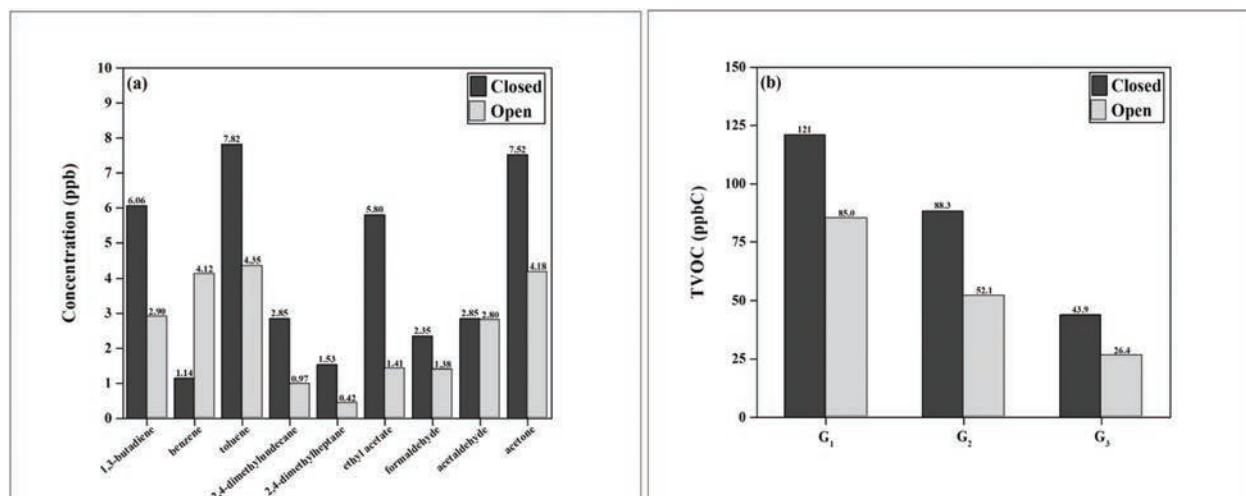 (a)
Closed
Open
Concentration (ppb)
10
9
8
7
6
5
4
3
2
1
0
6.06
2.90
1.14
4.12
7.82
4.35
2.85
0.97
1.53
0.42
5.80
1.41
2.35
1.38
2.85
2.80
7.52
4.18
1,3-butadiene
benzene
toluene
2,4-dimethylundecane
2,4-dimethylheptane
ethyl acetate
formaldehyde
acetaldehyde
acetone
(b)
Closed
Open
TVOC (ppbC)
150
125
100
75
50
25
0
121
85.0
88.3
52.1
43.9
26.4
G₁
G₂
G₃